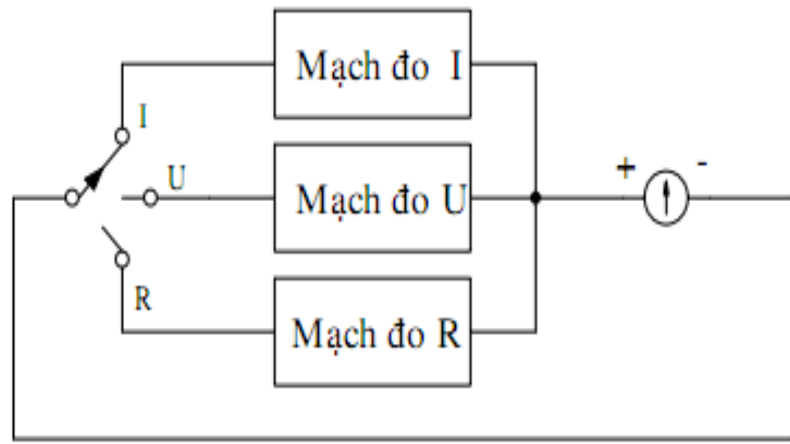 Mạch đo I
I
+ -
U
Mạch đo U
R
Mạch đo R